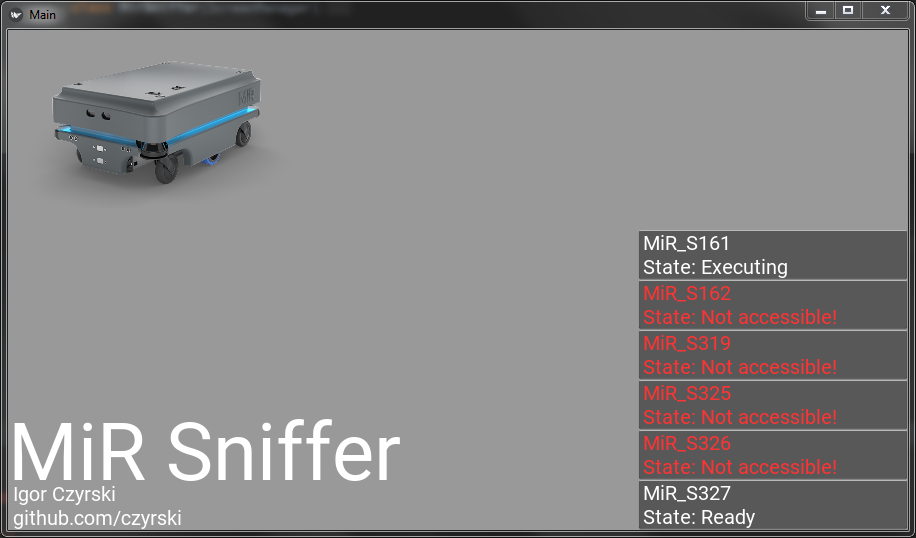 Main
MiR_S161
State: Executing
MiR_S162
State: Not accessible!
MiR_S319
State: Not accessible!
MiR_S325
State: Not accessible!
MiR_S326
State: Not accessible!
MiR_S327
State: Ready
MiR Sniffer
Igor Czyrski
github.com/czyrski